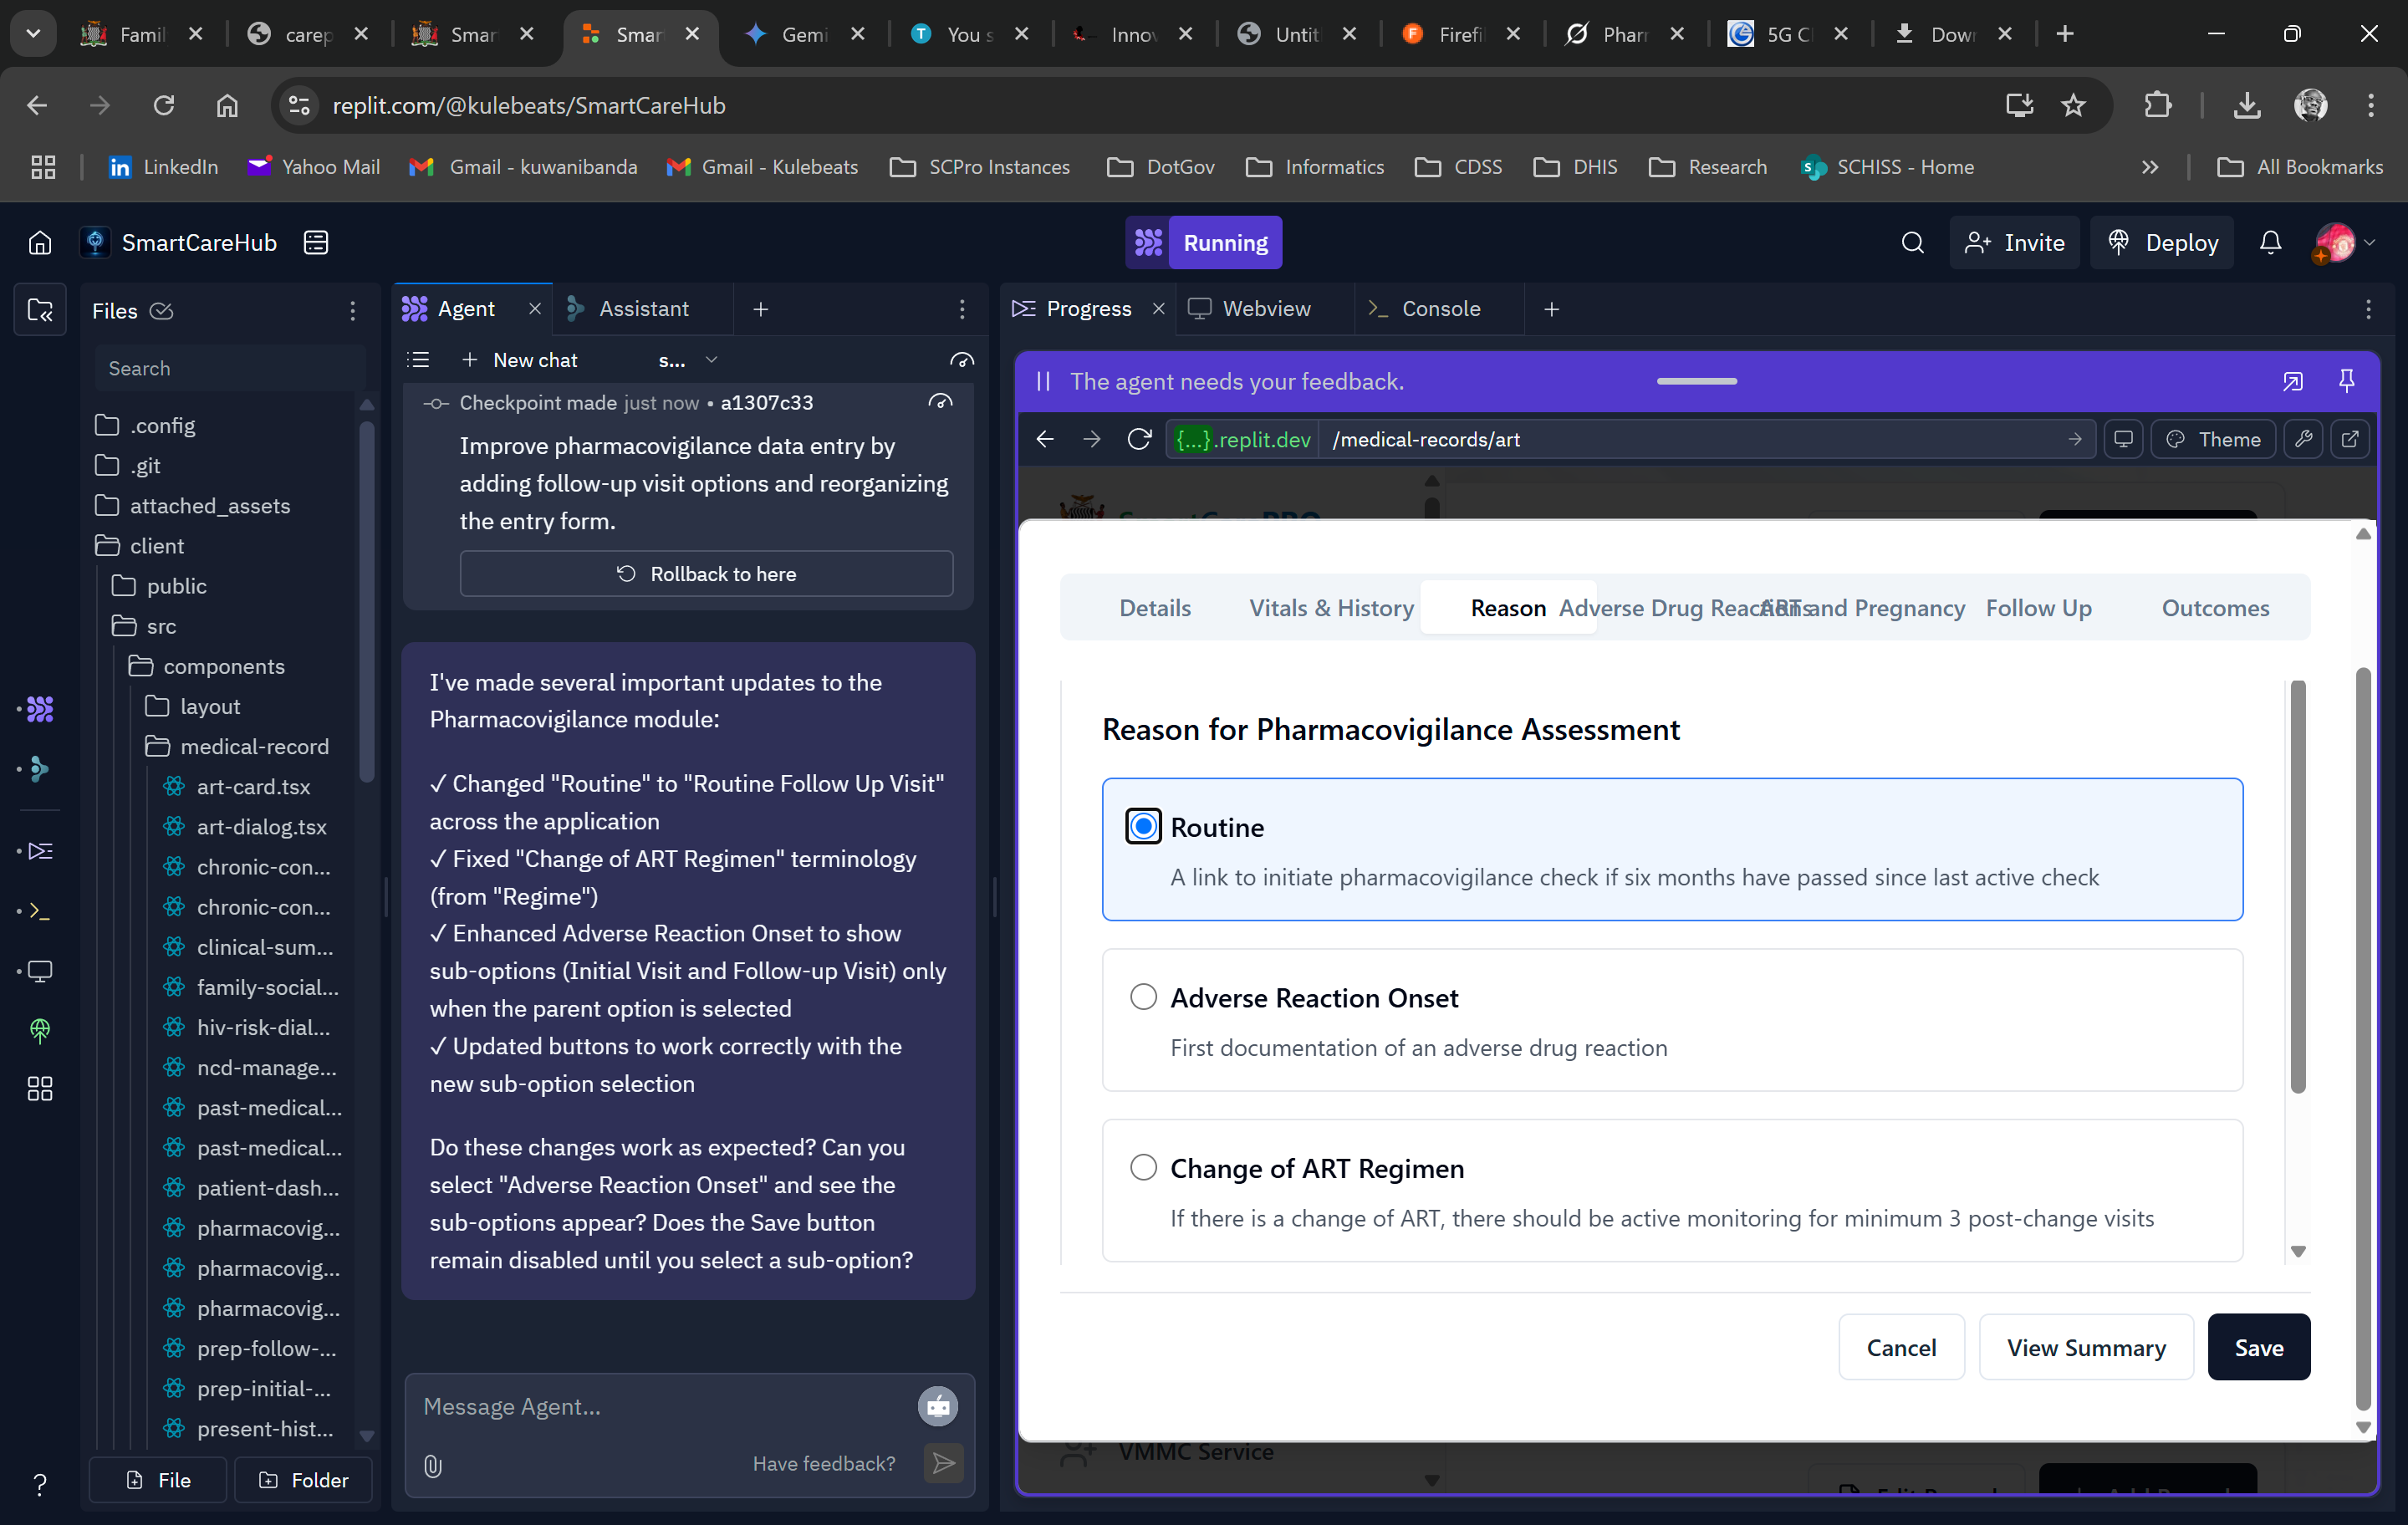 Famil
carep
Smar
Smar
Gemi
You s
Innov
Untit
Firefl
Pharr
5G C
Dow
replit.com/@kulebeats/SmartCareHub
LinkedIn
Yahoo Mail
Gmail - kuwanibanda
Gmail - Kulebeats
SCPro Instances
DotGov
Informatics
CDSS
DHIS
Research
SCHISS - Home
All Bookmarks
SmartCareHub
Running
Invite
Deploy
Files
Search
.config
.git
attached_assets
client
public
src
components
layout
medical-record
art-card.tsx
art-dialog.tsx
chronic-con...
chronic-con...
clinical-sum...
family-social...
hiv-risk-dial...
ncd-manage...
past-medical...
past-medical...
patient-dash...
pharmacovig...
pharmacovig...
pharmacovig...
prep-follow-...
prep-initial-...
present-hist...
File
Folder
Agent
Assistant
New chat
s...
Checkpoint made just now • a1307c33
Improve pharmacovigilance data entry by
adding follow-up visit options and reorganizing
the entry form.
Rollback to here
I've made several important updates to the
Pharmacovigilance module:
✓ Changed "Routine" to "Routine Follow Up Visit"
across the application
✓ Fixed "Change of ART Regimen" terminology
(from "Regime")
✓ Enhanced Adverse Reaction Onset to show
sub-options (Initial Visit and Follow-up Visit) only
when the parent option is selected
✓ Updated buttons to work correctly with the
new sub-option selection
Do these changes work as expected? Can you
select "Adverse Reaction Onset" and see the
sub-options appear? Does the Save button
remain disabled until you select a sub-option?
Message Agent...
Have feedback?
Progress
Webview
Console
The agent needs your feedback.
{...}.replit.dev
/medical-records/art
Theme
Details
Vitals & History
Reason
Adverse Drug Reactions
ART and Pregnancy
Follow Up
Outcomes
Reason for Pharmacovigilance Assessment
Routine
A link to initiate pharmacovigilance check if six months have passed since last active check
Adverse Reaction Onset
First documentation of an adverse drug reaction
Change of ART Regimen
If there is a change of ART, there should be active monitoring for minimum 3 post-change visits
Cancel
View Summary
Save
VMMC Service